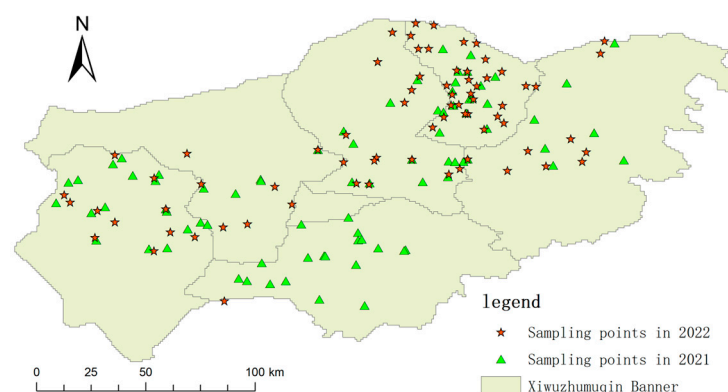 N
legend
Sampling points in 2022
Sampling points in 2021
Xiwuzhumuqin Banner
0 25 50 100 km